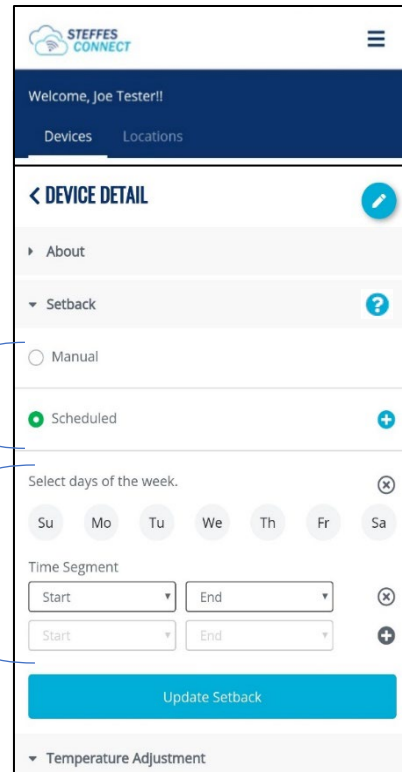 STEFFES
CONNECT
Welcome, Joe Tester!!
Devices Locations
< DEVICE DETAIL
About
Setback ?
Manual
Scheduled
Select days of the week.
Su Mo Tu We Th Fr Sa
Time Segment
Start End
Start End
Update Setback
Temperature Adjustment